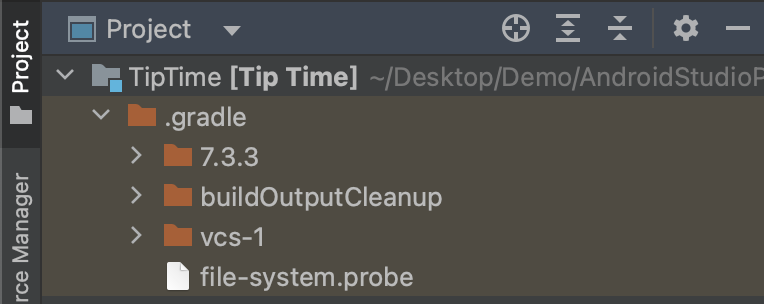 Project
Project
TipTime [Tip Time] ~/Desktop/Demo/AndroidStudioP
.gradle
7.3.3
buildOutputCleanup
vcs-1
file-system.probe
rce Manager